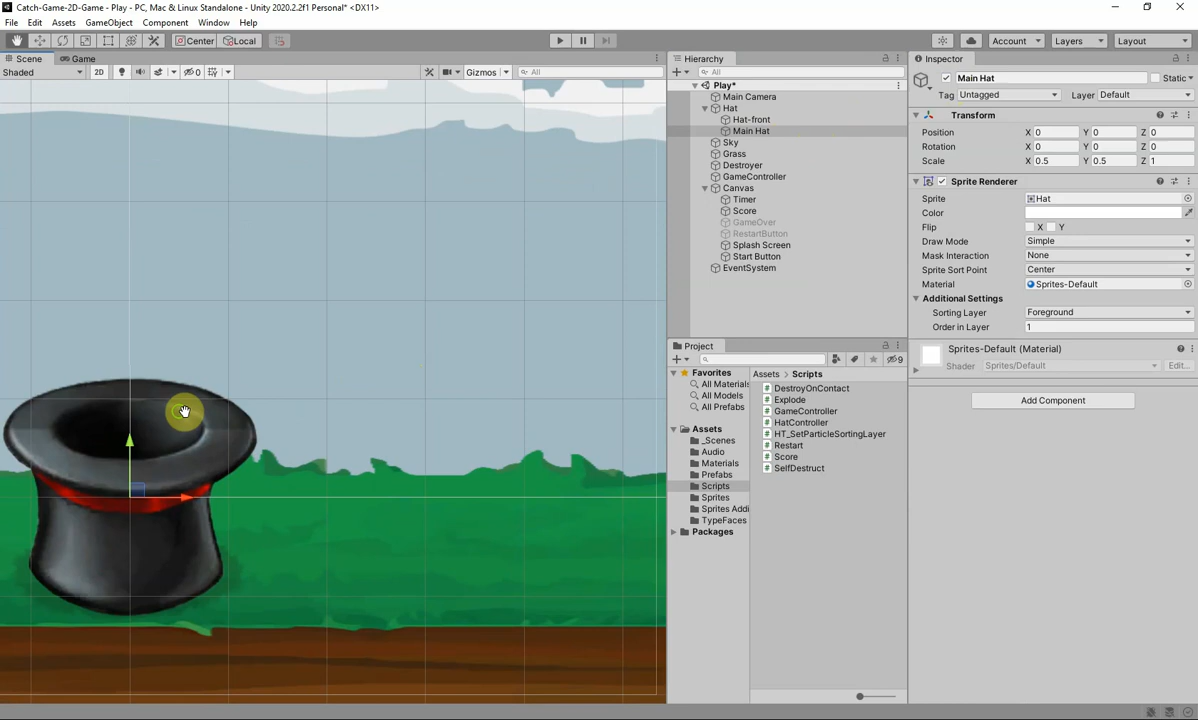 Catch-Game-2D-Game - Play - PC, Mac & Linux Standalone - Unity 2020.2.2f1 Personal* <DX11>
File Edit Assets GameObject Component Window Help
Center Local Account Layers Layout
Scene Game
Shaded 2D 0 Gizmos All
Hierarchy
All
Play*
Main Camera
Hat
Hat-front
Main Hat
Sky
Grass
Destroyer
GameController
Canvas
Timer
Score
GameOver
RestartButton
Splash Screen
Start Button
EventSystem
Project
9
Favorites
All Materials
All Models
All Prefabs
Assets
_Scenes
Audio
Materials
Prefabs
Scripts
Sprites
Sprites Addi
TypeFaces
Packages
Assets > Scripts
DestroyOnContact
Explode
GameController
HatController
HT_SetParticleSortingLayer
Restart
Score
SelfDestruct
Inspector
Main Hat Static
Tag Untagged Layer Default
Transform
Position X 0 Y 0 Z 0
Rotation X 0 Y 0 Z 0
Scale X 0.5 Y 0.5 Z 1
Sprite Renderer
Sprite Hat
Color
Flip X Y
Draw Mode Simple
Mask Interaction None
Sprite Sort Point Center
Material Sprites-Default
Additional Settings
Sorting Layer Foreground
Order in Layer 1
Sprites-Default (Material)
Shader Sprites/Default Edit...
Add Component